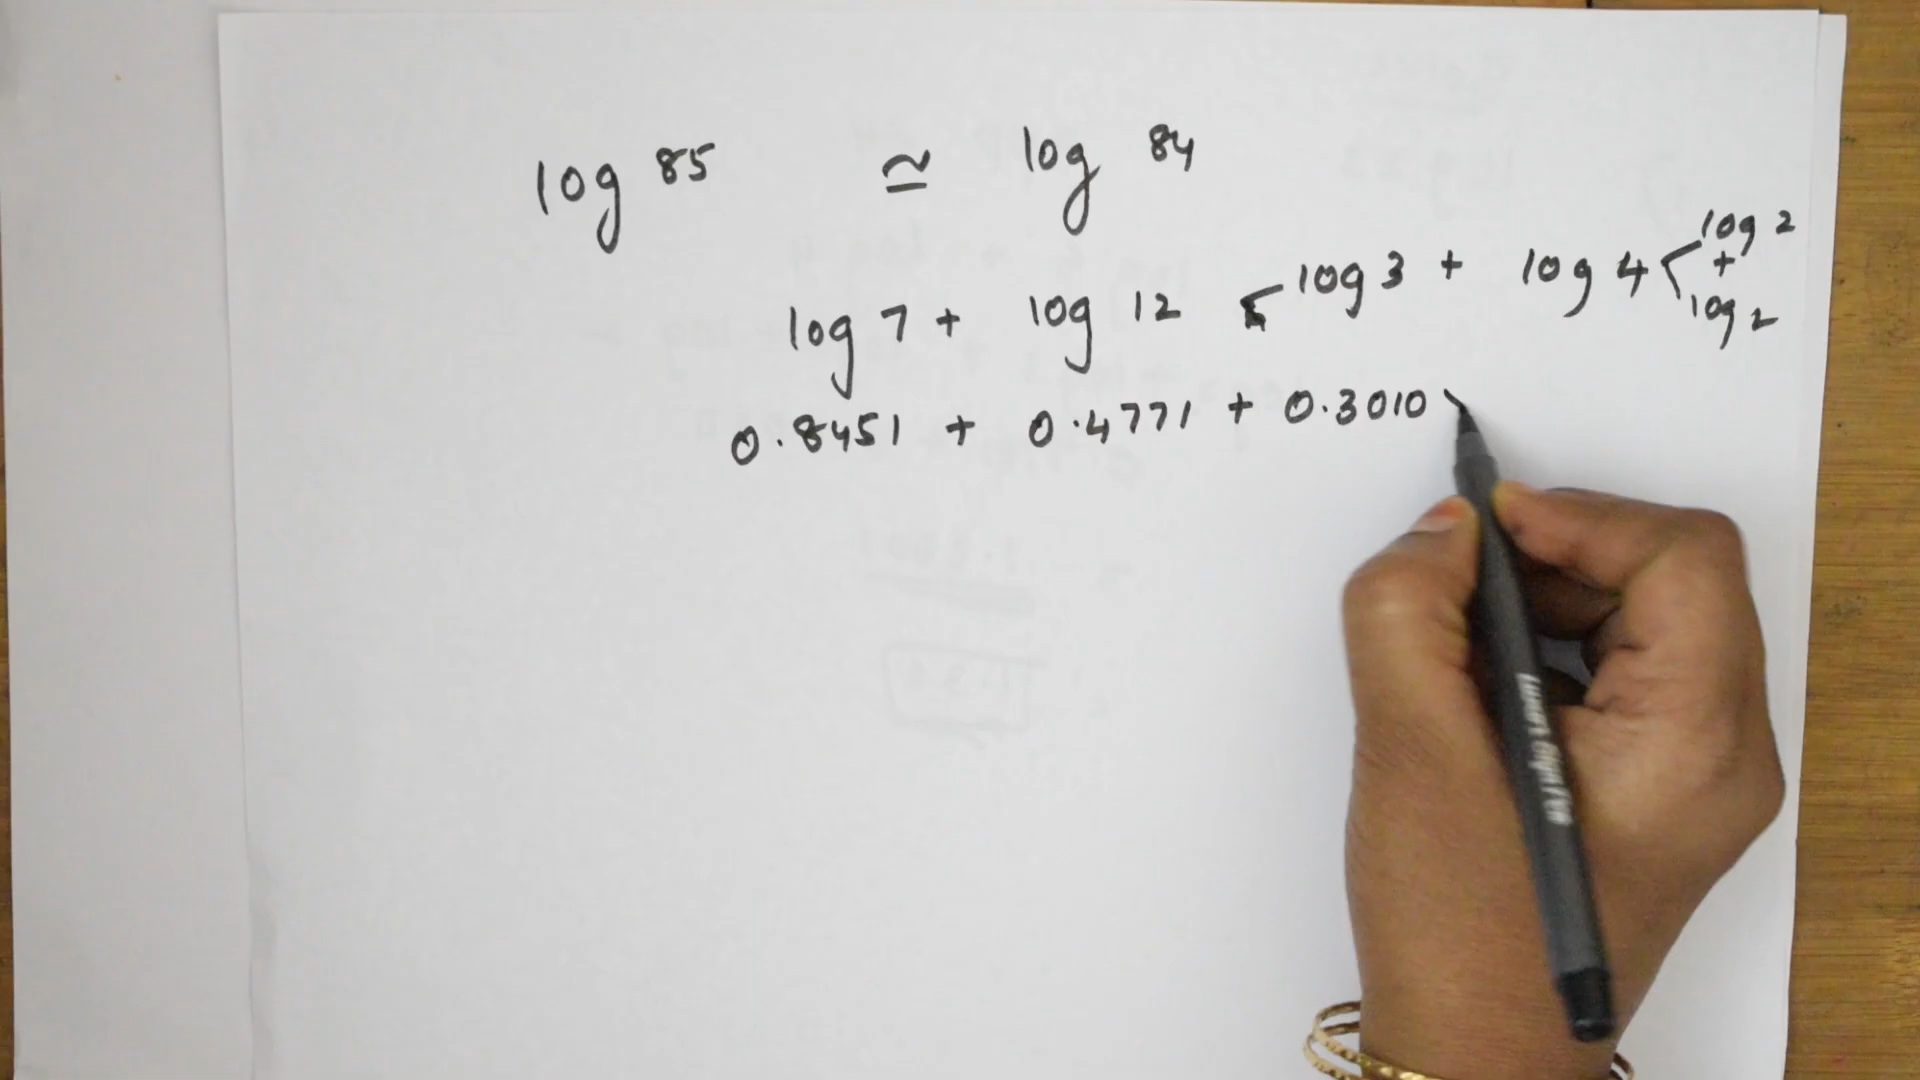 log 85 ≃ log 84
log 2
+
log 2
log 7 + log 12 log 3 + log 4
0.8451 + 0.4771 + 0.3010